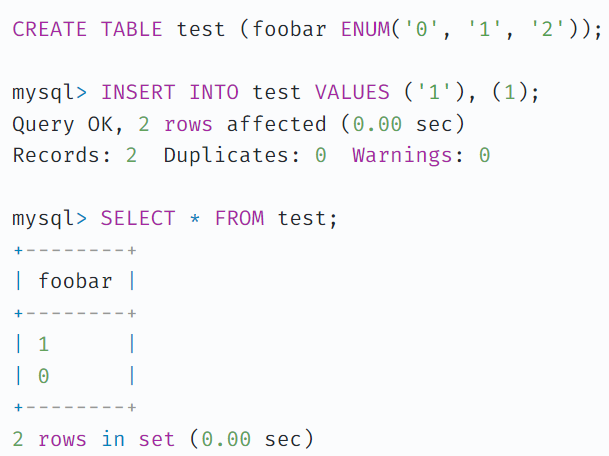 CREATE TABLE test (foobar ENUM('0', '1', '2'));
mysql> INSERT INTO test VALUES ('1'), (1);
Query OK, 2 rows affected (0.00 sec)
Records: 2  Duplicates: 0  Warnings: 0
mysql> SELECT * FROM test;
+--------+
| foobar |
+--------+
| 1      |
| 0      |
+--------+
2 rows in set (0.00 sec)